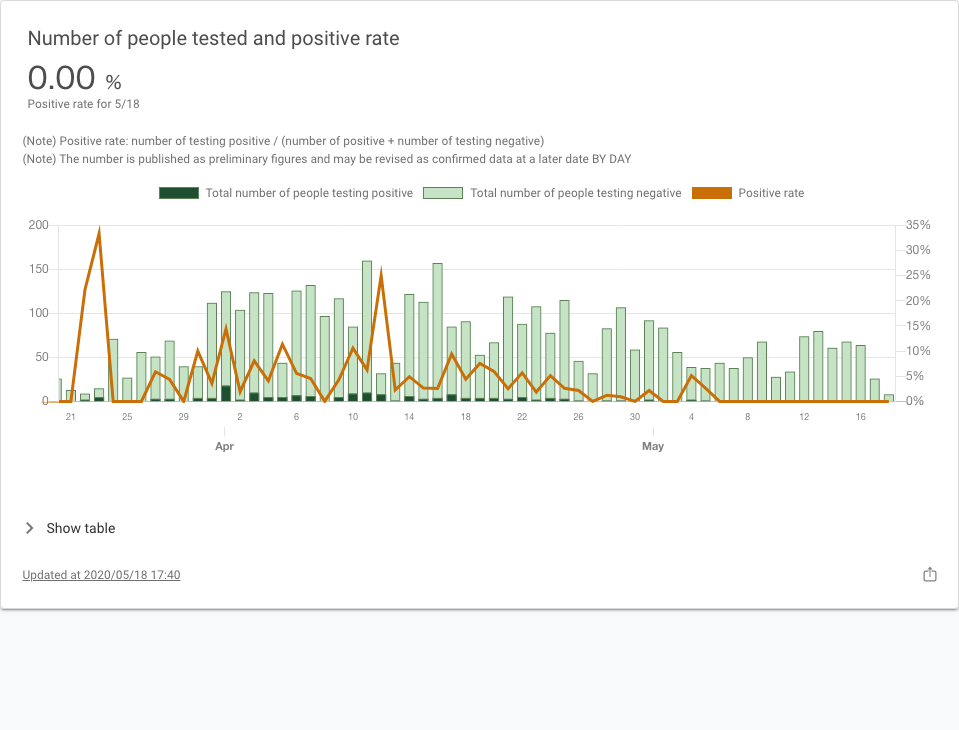 Number of people tested and positive rate
0.00 %
Positive rate for 5/18
(Note) Positive rate: number of testing positive / (number of positive + number of testing negative)
(Note) The number is published as preliminary figures and may be revised as confirmed data at a later date BY DAY
Total number of people testing positive Total number of people testing negative Positive rate
200 35%
30%
150 25%
20%
100 15%
10%
50 5%
0 0%
21 25 29 2 6 10 14 18 22 26 30 4 8 12 16
Apr May
Show table
Updated at 2020/05/18 17:40